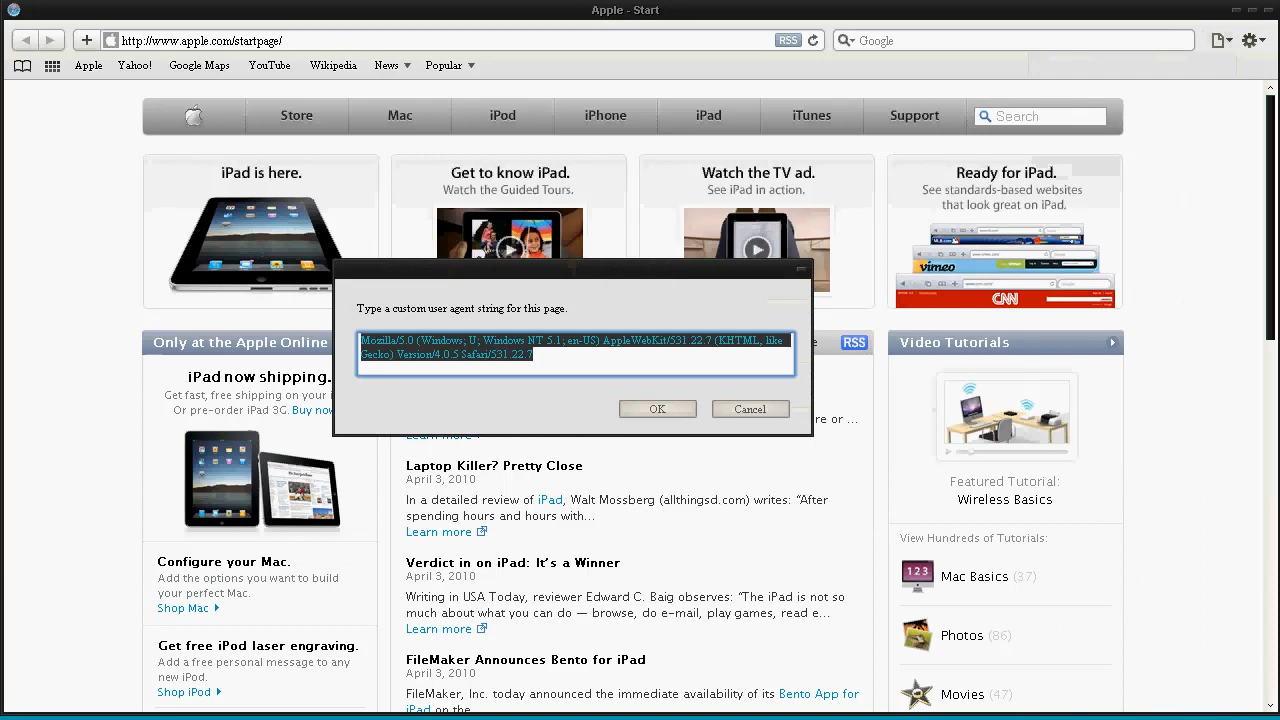 Apple - Start
http://www.apple.com/startpage/
RSS
Google
Apple
Yahoo!
Google Maps
YouTube
Wikipedia
News
Popular
Store
Mac
iPod
iPhone
iPad
iTunes
Support
Search
iPad is here.
Get to know iPad.
Watch the Guided Tours.
Watch the TV ad.
See iPad in action.
Ready for iPad.
See standards-based websites
that look great on iPad.
vimeo
CNN
Type a custom user agent string for this page.
Mozilla/5.0 (Windows; U; Windows NT 5.1; en-US) AppleWebKit/531.22.7 (KHTML, like
Gecko) Version/4.0.5 Safari/531.22.7
OK
Cancel
Only at the Apple Online
iPad now shipping.
Get fast, free shipping on your i
Or pre-order iPad 3G. Buy now
Configure your Mac.
Add the options you want to build
your perfect Mac.
Shop Mac
Get free iPod laser engraving.
Add a free personal message to any
new iPod.
Shop iPod
e
RSS
re or ...
Learn more
Laptop Killer? Pretty Close
April 3, 2010
In a detailed review of iPad, Walt Mossberg (allthingsd.com) writes: “After
spending hours and hours with...
Learn more
Verdict in on iPad: It’s a Winner
April 3, 2010
Writing in USA Today, reviewer Edward C. Baig observes: “The iPad is not so
much about what you can do — browse, do e-mail, play games, read e...
Learn more
FileMaker Announces Bento for iPad
April 3, 2010
FileMaker, Inc. today announced the immediate availability of its Bento App for
iPad on the
Video Tutorials
Featured Tutorial:
Wireless Basics
View Hundreds of Tutorials:
123
Mac Basics (37)
Photos (86)
Movies (47)